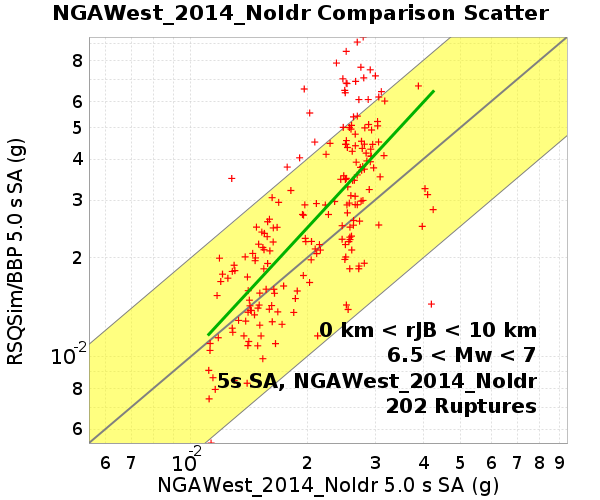 NGAWest_2014_NoIdr Comparison Scatter
8
6
5
4
3
2
10-2
8
6
RSQSim/BBP 5.0 s SA (g)
0 km < rJB < 10 km
6.5 < Mw < 7
5s SA, NGAWest_2014_NoIdr
202 Ruptures
6 7 10-2 2 3 4 5 6 7 8 9
NGAWest_2014_NoIdr 5.0 s SA (g)